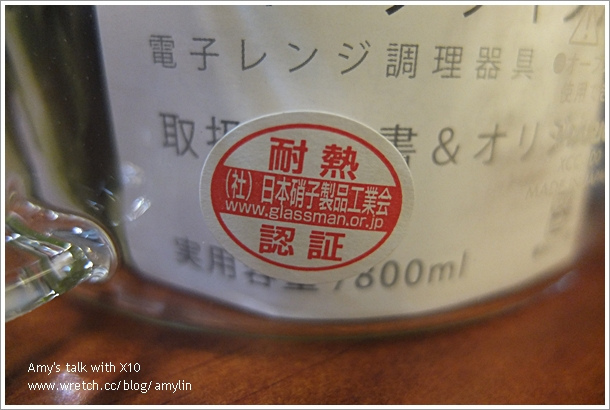 電子レンジ調理器具
取扱 書 & オリ
耐熱
(社)日本硝子製品工業会
www.glassman.or.jp
認証
実用容量/800ml
Amy's talk with X10
www.wretch.cc/blog/amylin